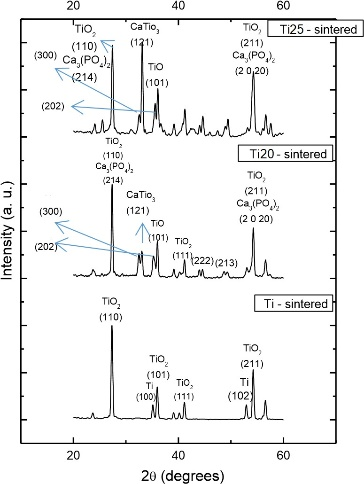 20 40 60
TiO2
(110)
Ca3(PO4)2
(214)
(300)
(202)
CaTio3
(121)
TiO
(101)
Ti25 - sintered
TiO2
(211)
Ca3(PO4)2
(2 0 20)
Ti20 - sintered
TiO2
(110)
Ca3(PO4)2
(214)
(300)
(202)
CaTiO3
(121)
TiO
(101)
TiO2
(111)
(222)
(213)
TiO2
(211)
Ca3(PO4)2
(2 0 20)
Ti - sintered
TiO2
(110)
TiO2
(101)
Ti
(100)
TiO2
(111)
Ti
(102)
TiO2
(211)
Intensity (a. u.)
20 40 60
2θ (degrees)